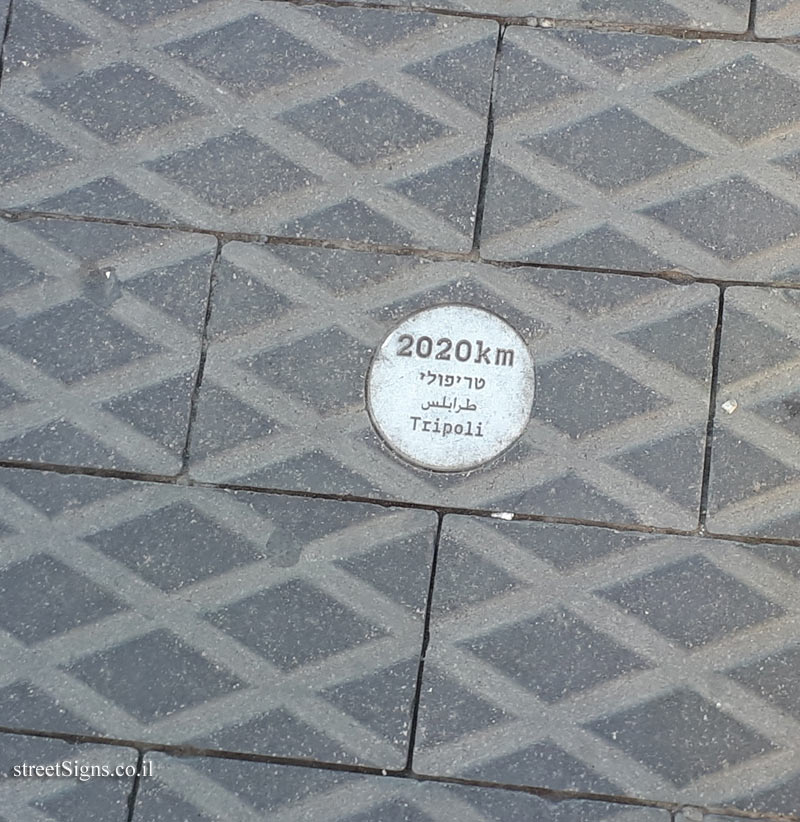 2020km
טריפולי
طرابلس
Tripoli
streetSigns.co.il